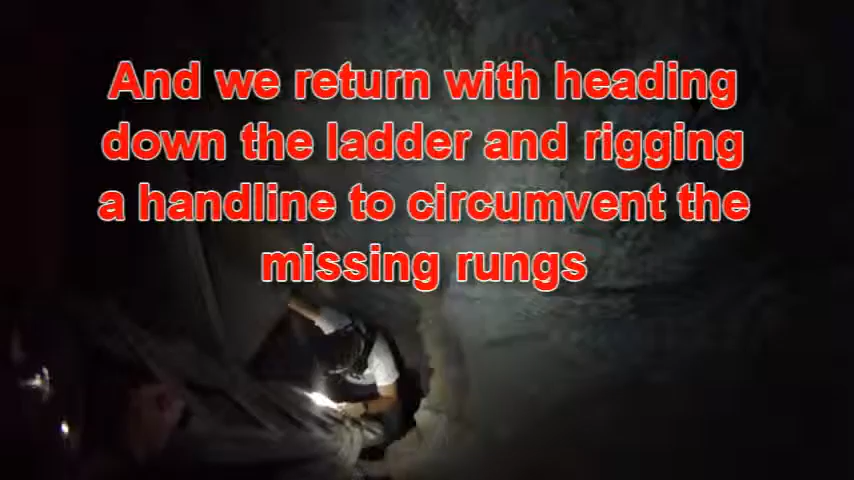 And we return with heading
down the ladder and rigging
a handline to circumvent the
missing rungs